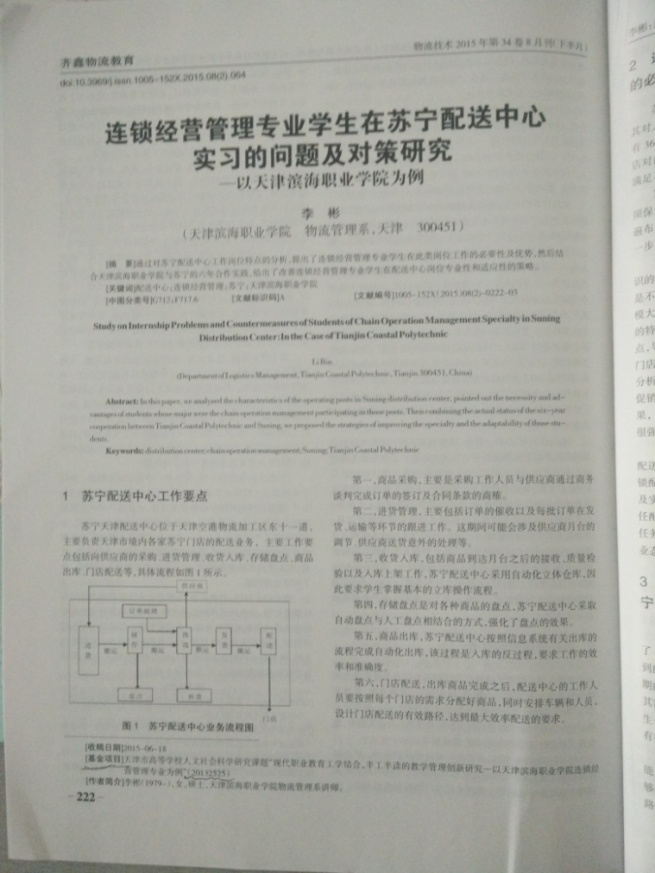 齐鑫物流教育
物流技术 2015 年第 34 卷 8 月刊(下半月)
doi:10.3969/j.issn.1005-152X.2015.08(2).064
连锁经营管理专业学生在苏宁配送中心
实习的问题及对策研究
—以天津滨海职业学院为例
李 彬
(天津滨海职业学院 物流管理系,天津 300451)
[摘 要]通过对苏宁配送中心工作岗位特点的分析,提出了连锁经营管理专业学生在此类岗位工作的必要性及优势,然后结
合天津滨海职业学院与苏宁的六年合作实践,给出了改善连锁经营管理专业学生在配送中心岗位专业性和适应性的策略。
[关键词]配送中心;连锁经营管理;苏宁;天津滨海职业学院
[中图分类号]G712;F717.6 [文献标识码]A [文章编号]1005-152X(2015)08(2)-0222-03
Study on Internship Problems and Countermeasures of Students of Chain Operation Management Specialty in Suning
Distribution Center: In the Case of Tianjin Coastal Polytechnic
Li Bin
(Department of Logistics Management, Tianjin Coastal Polytechnic, Tianjin 300451, China)
Abstract: In this paper, we analyzed the characteristics of the operating posts in Suning distribution center, pointed out the necessity and ad-
vantages of students whose major were the chain operation management participating in those posts. Then combining the actual status of the six-year
cooperation between Tianjin Coastal Polytechnic and Suning, we proposed the strategies of improving the specialty and the adaptability of those stu-
dents.
Keywords: distribution center; chain operation management; Suning; Tianjin Coastal Polytechnic
1 苏宁配送中心工作要点
苏宁天津配送中心位于天津空港物流加工区东十一道,
主要负责天津市境内各家苏宁门店的配送业务。主要工作要
点包括向供应商的采购、进货管理、收货入库、存储盘点、商品
出库、门店配送等,具体流程如图 1 所示。
供应商
订单处理
进货
搬运
储存
搬运
拣选
搬运
发货
搬运
配送
盘点
门店
图 1 苏宁配送中心业务流程图
第一,商品采购,主要是采购工作人员与供应商通过商务
谈判完成订单的签订及合同条款的商榷。
第二,进货管理,主要包括订单的催收以及每批订单在发
货、运输等环节的跟进工作。这期间可能会涉及供应商月台的
调节、供应商送货意外的处理等。
第三,收货入库,包括商品到达月台之后的接收、质量检
验以及入库上架工作,苏宁配送中心采用自动化立体仓库,因
此要求学生掌握基本的立库操作流程。
第四,存储盘点是对各种商品的盘点,苏宁配送中心采取
自动盘点与人工盘点相结合的方式,强化了盘点的效果。
第五,商品出库,苏宁配送中心按照信息系统有关出库的
流程完成自动化出库,该过程是入库的反过程,要求工作的效
率和准确度。
第六,门店配送,出库商品完成之后,配送中心的工作人
员要按照每个门店的需求分配好商品,同时安排车辆和人员,
设计门店配送的有效路径,达到最大效率配送的要求。
[收稿日期]2015-06-18
[基金项目]天津市高等学校人文社会科学研究课题"现代职业教育工学结合、半工半读的教学管理创新研究—以天津滨海职业学院连锁经
营管理专业为例"(20132525)
[作者简介]李彬(1979-),女,硕士,天津滨海职业学院物流管理系讲师。
- 222 -